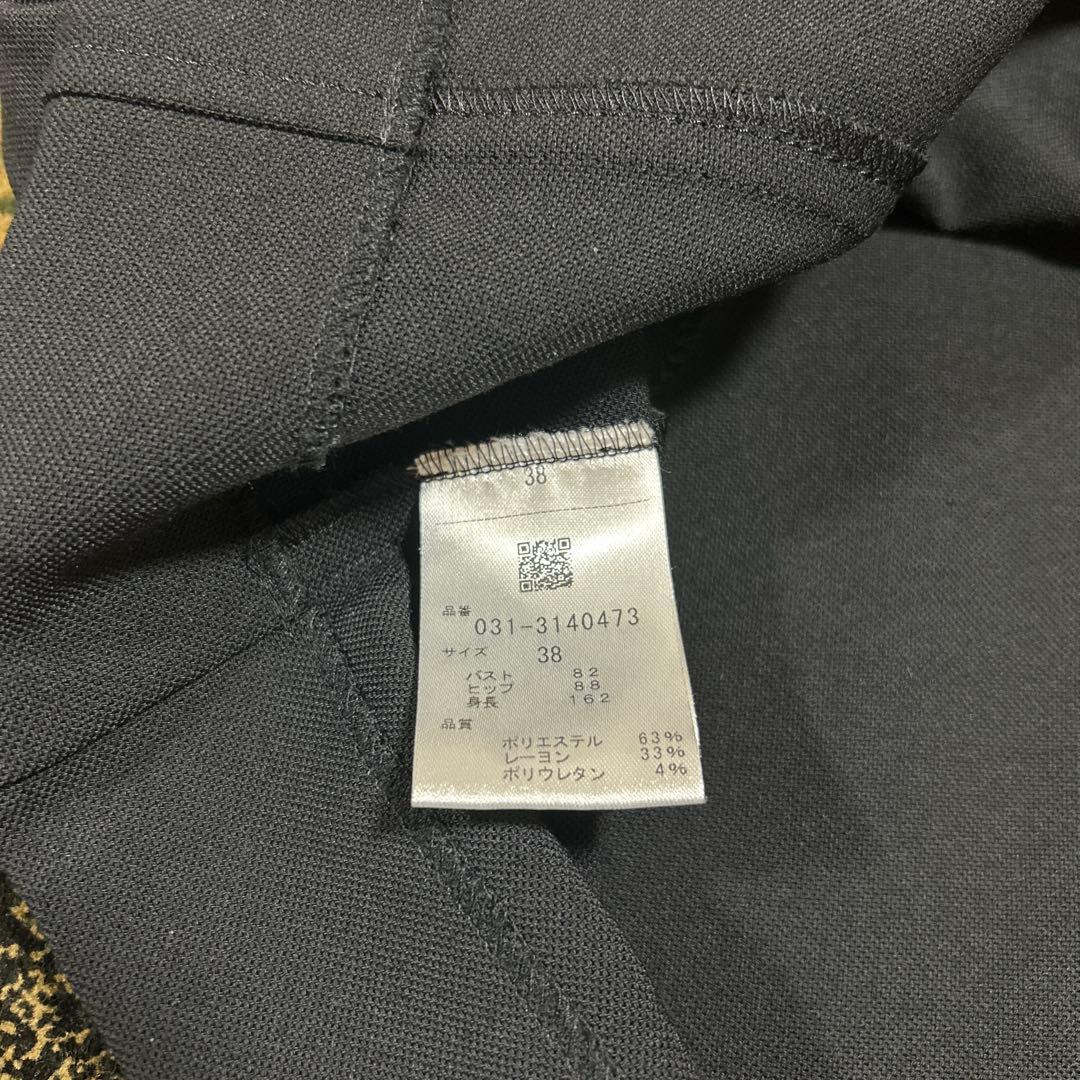 38
品番
031-3140473
サイズ 38
バスト 82
ヒップ 88
身長 162
品質
ポリエステル 63%
レーヨン 33%
ポリウレタン 4%